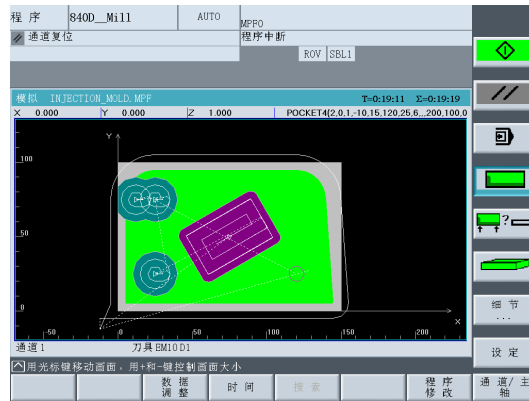 程 序 840D__Mill AUTO MPF0
通道复位 程序中断
ROV SBL1
模拟 INJECTION_MOLD.MPF T=0:19:11 Σ=0:19:19
X 0.000 Y 0.000 Z 1.000 POCKET4(2,0,1,-10,15,120,25,6,,,200,100,0
Y
100
50
0
-50 0 50 100 150 200
X
通道 1 刀具 EM10 D1
用光标键移动画面，用+和-键控制画面大小
?
细 节
...
设 定
数 据 调 整 时 间 搜 索 程 序 修 改 通 道/ 主 轴